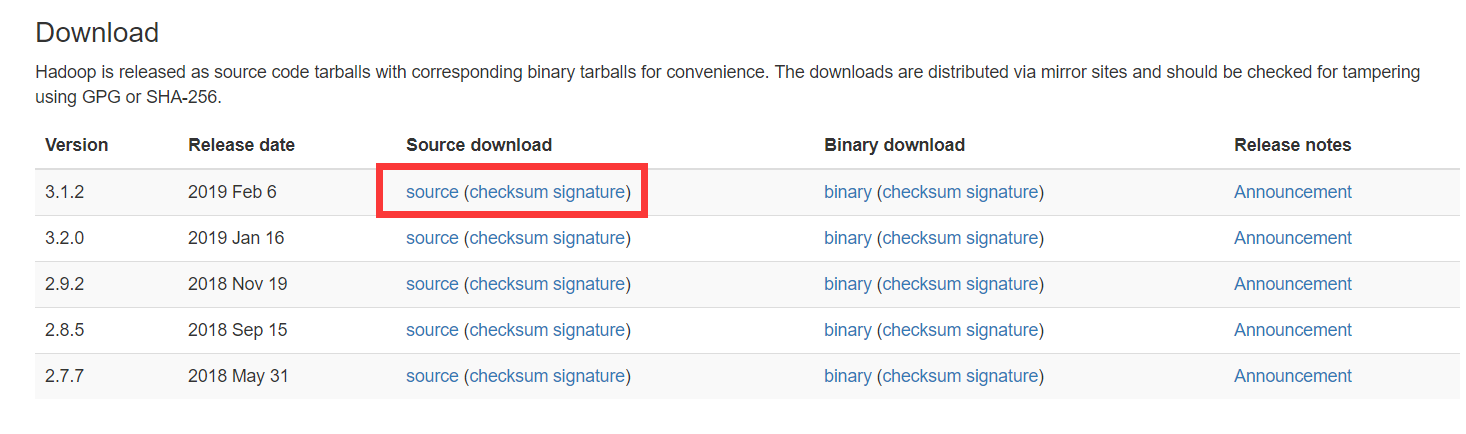 Download
Hadoop is released as source code tarballs with corresponding binary tarballs for convenience. The downloads are distributed via mirror sites and should be checked for tampering
using GPG or SHA-256.
Version Release date Source download Binary download Release notes
3.1.2 2019 Feb 6 source (checksum signature) binary (checksum signature) Announcement
3.2.0 2019 Jan 16 source (checksum signature) binary (checksum signature) Announcement
2.9.2 2018 Nov 19 source (checksum signature) binary (checksum signature) Announcement
2.8.5 2018 Sep 15 source (checksum signature) binary (checksum signature) Announcement
2.7.7 2018 May 31 source (checksum signature) binary (checksum signature) Announcement